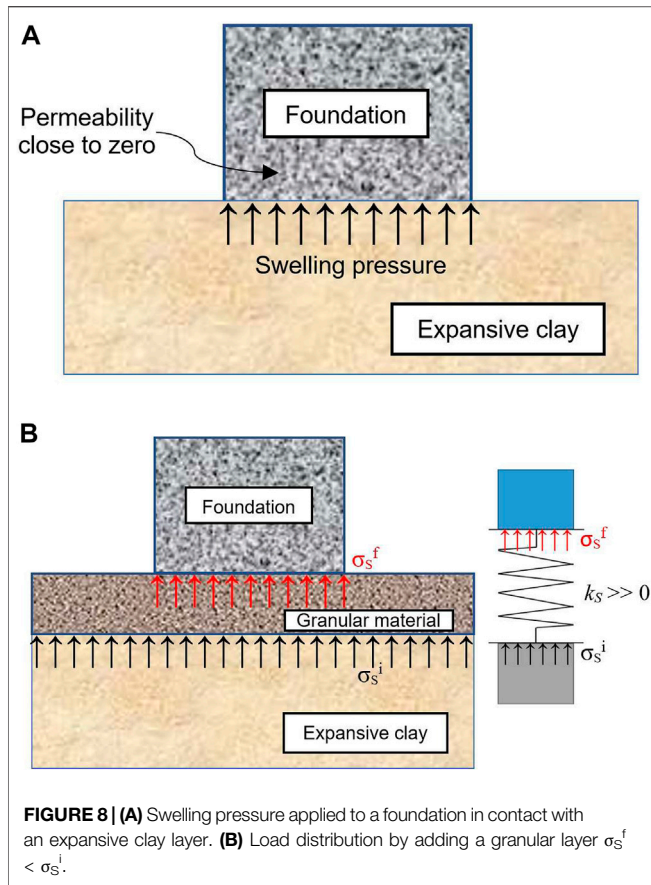 A
Foundation
Permeability
close to zero
Swelling pressure
Expansive clay
B
Foundation
σₛᶠ
Granular material
σₛⁱ
Expansive clay
σₛᶠ
kₛ >> 0
σₛⁱ
FIGURE 8 | (A) Swelling pressure applied to a foundation in contact with
an expansive clay layer. (B) Load distribution by adding a granular layer σₛᶠ
< σₛⁱ.